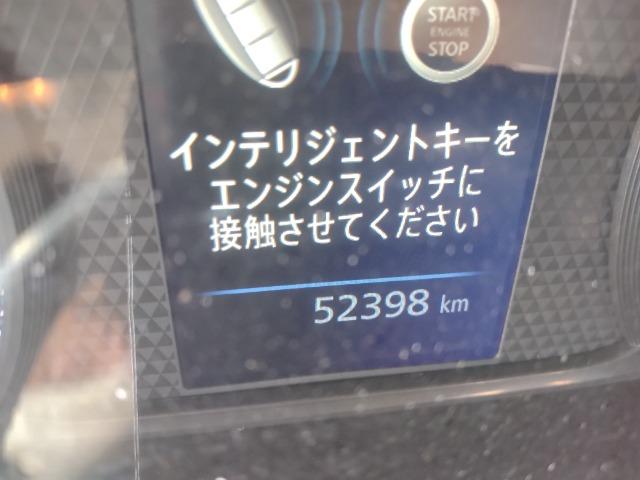 START
ENGINE
STOP
インテリジェントキーを
エンジンスイッチに
接触させてください
52398 km